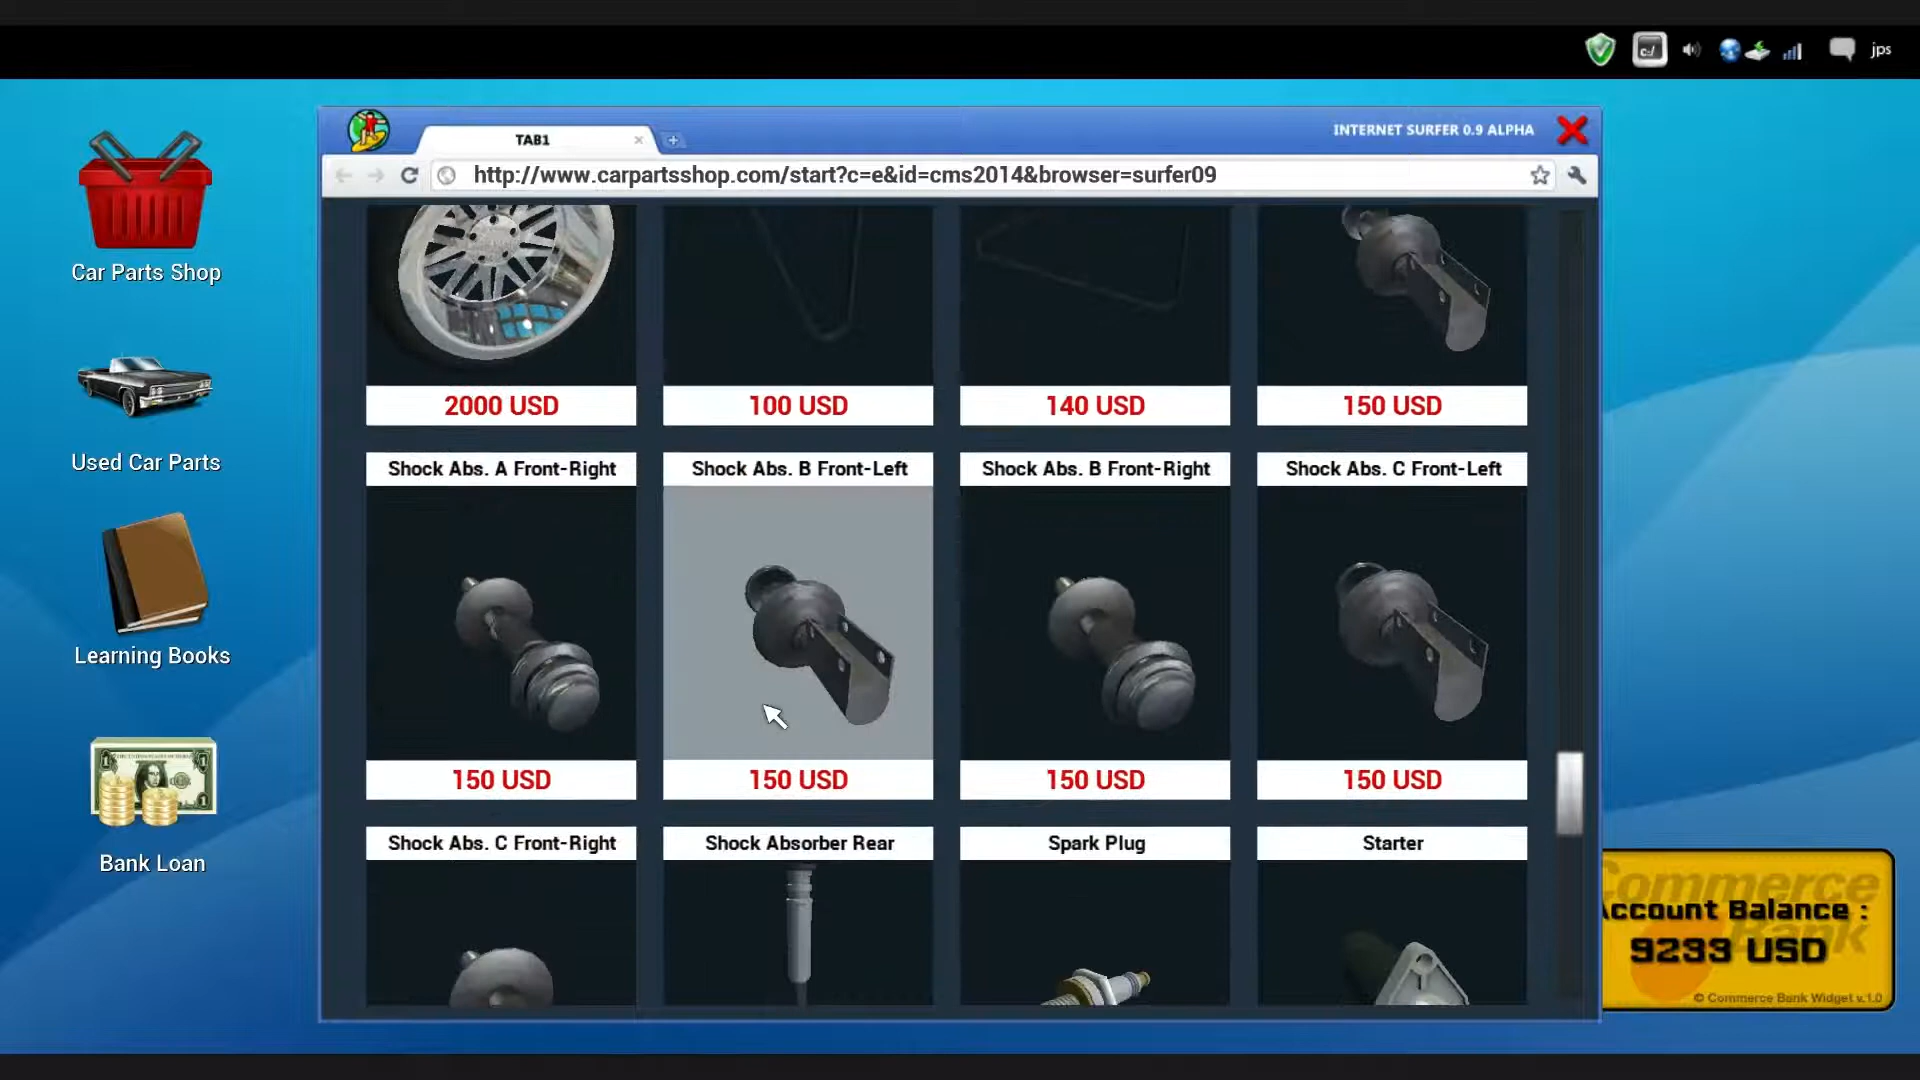 c:/
jps
TAB1
INTERNET SURFER 0.9 ALPHA
http://www.carpartsshop.com/start?c=e&id=cms2014&browser=surfer09
Car Parts Shop
Used Car Parts
Learning Books
Bank Loan
2000 USD
100 USD
140 USD
150 USD
Shock Abs. A Front-Right
Shock Abs. B Front-Left
Shock Abs. B Front-Right
Shock Abs. C Front-Left
150 USD
150 USD
150 USD
150 USD
Shock Abs. C Front-Right
Shock Absorber Rear
Spark Plug
Starter
Commerce
Bank
Account Balance :
9233 USD
© Commerce Bank Widget v.1.0